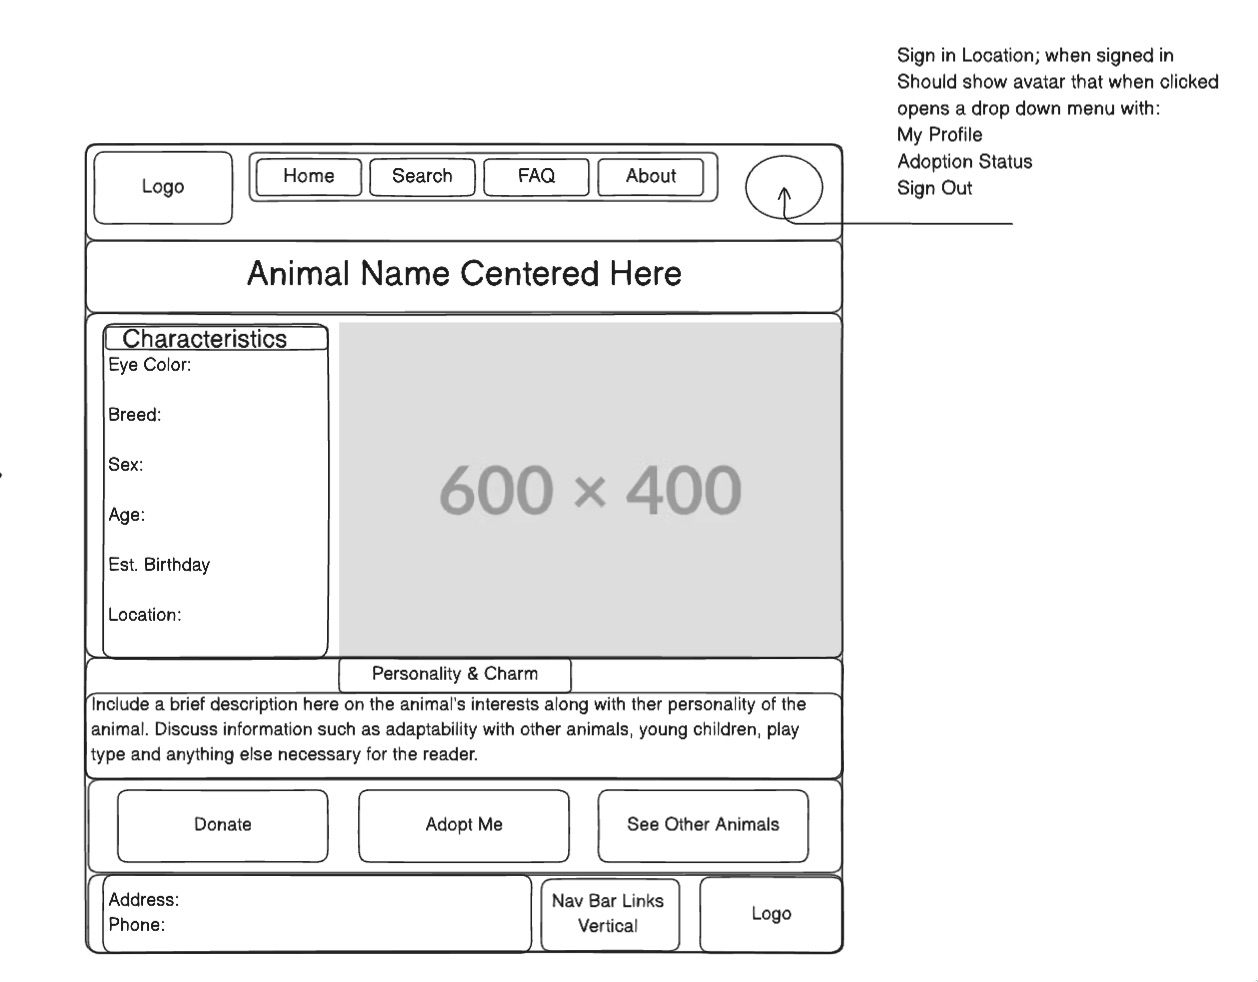 Sign in Location; when signed in
Should show avatar that when clicked
opens a drop down menu with:
My Profile
Adoption Status
Sign Out
Logo
Home
Search
FAQ
About
Animal Name Centered Here
Characteristics
Eye Color:
Breed:
Sex:
Age:
Est. Birthday
Location:
600 × 400
Personality & Charm
Include a brief description here on the animal's interests along with ther personality of the
animal. Discuss information such as adaptability with other animals, young children, play
type and anything else necessary for the reader.
Donate
Adopt Me
See Other Animals
Address:
Phone:
Nav Bar Links
Vertical
Logo